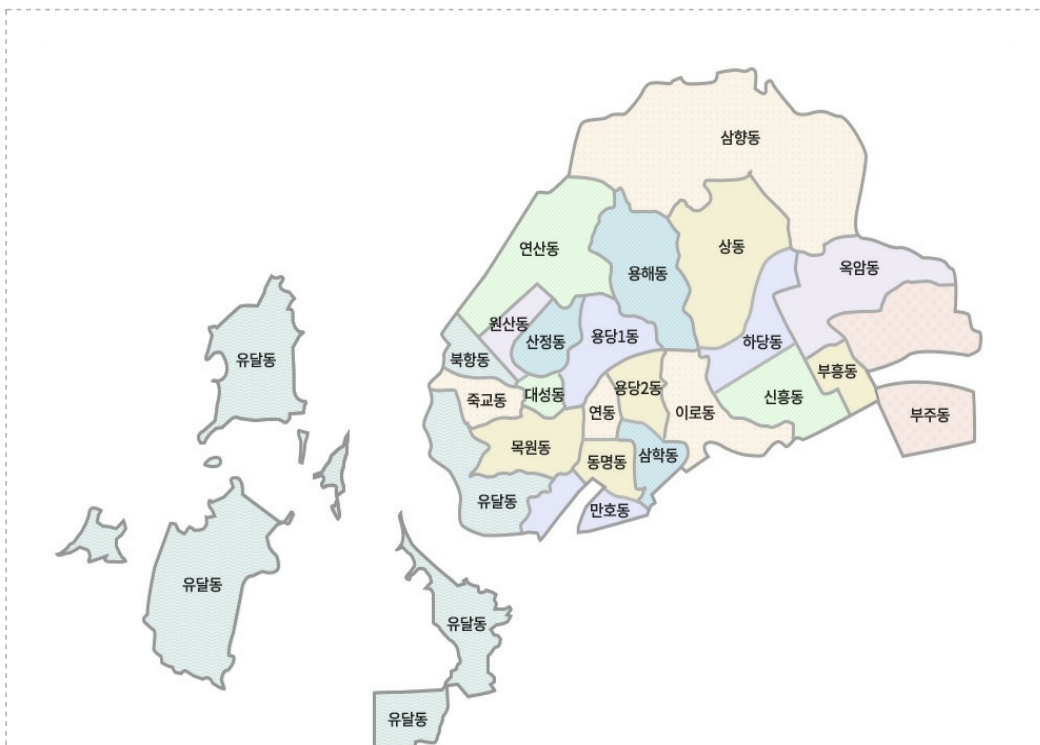 삼향동
연산동
용해동
상동
옥암동
원산동
산정동
용당1동
하당동
북항동
유달동
부흥동
죽교동
대성동
연동
용당2동
이로동
신흥동
부주동
목원동
동명동
삼학동
유달동
만호동
유달동
유달동
유달동